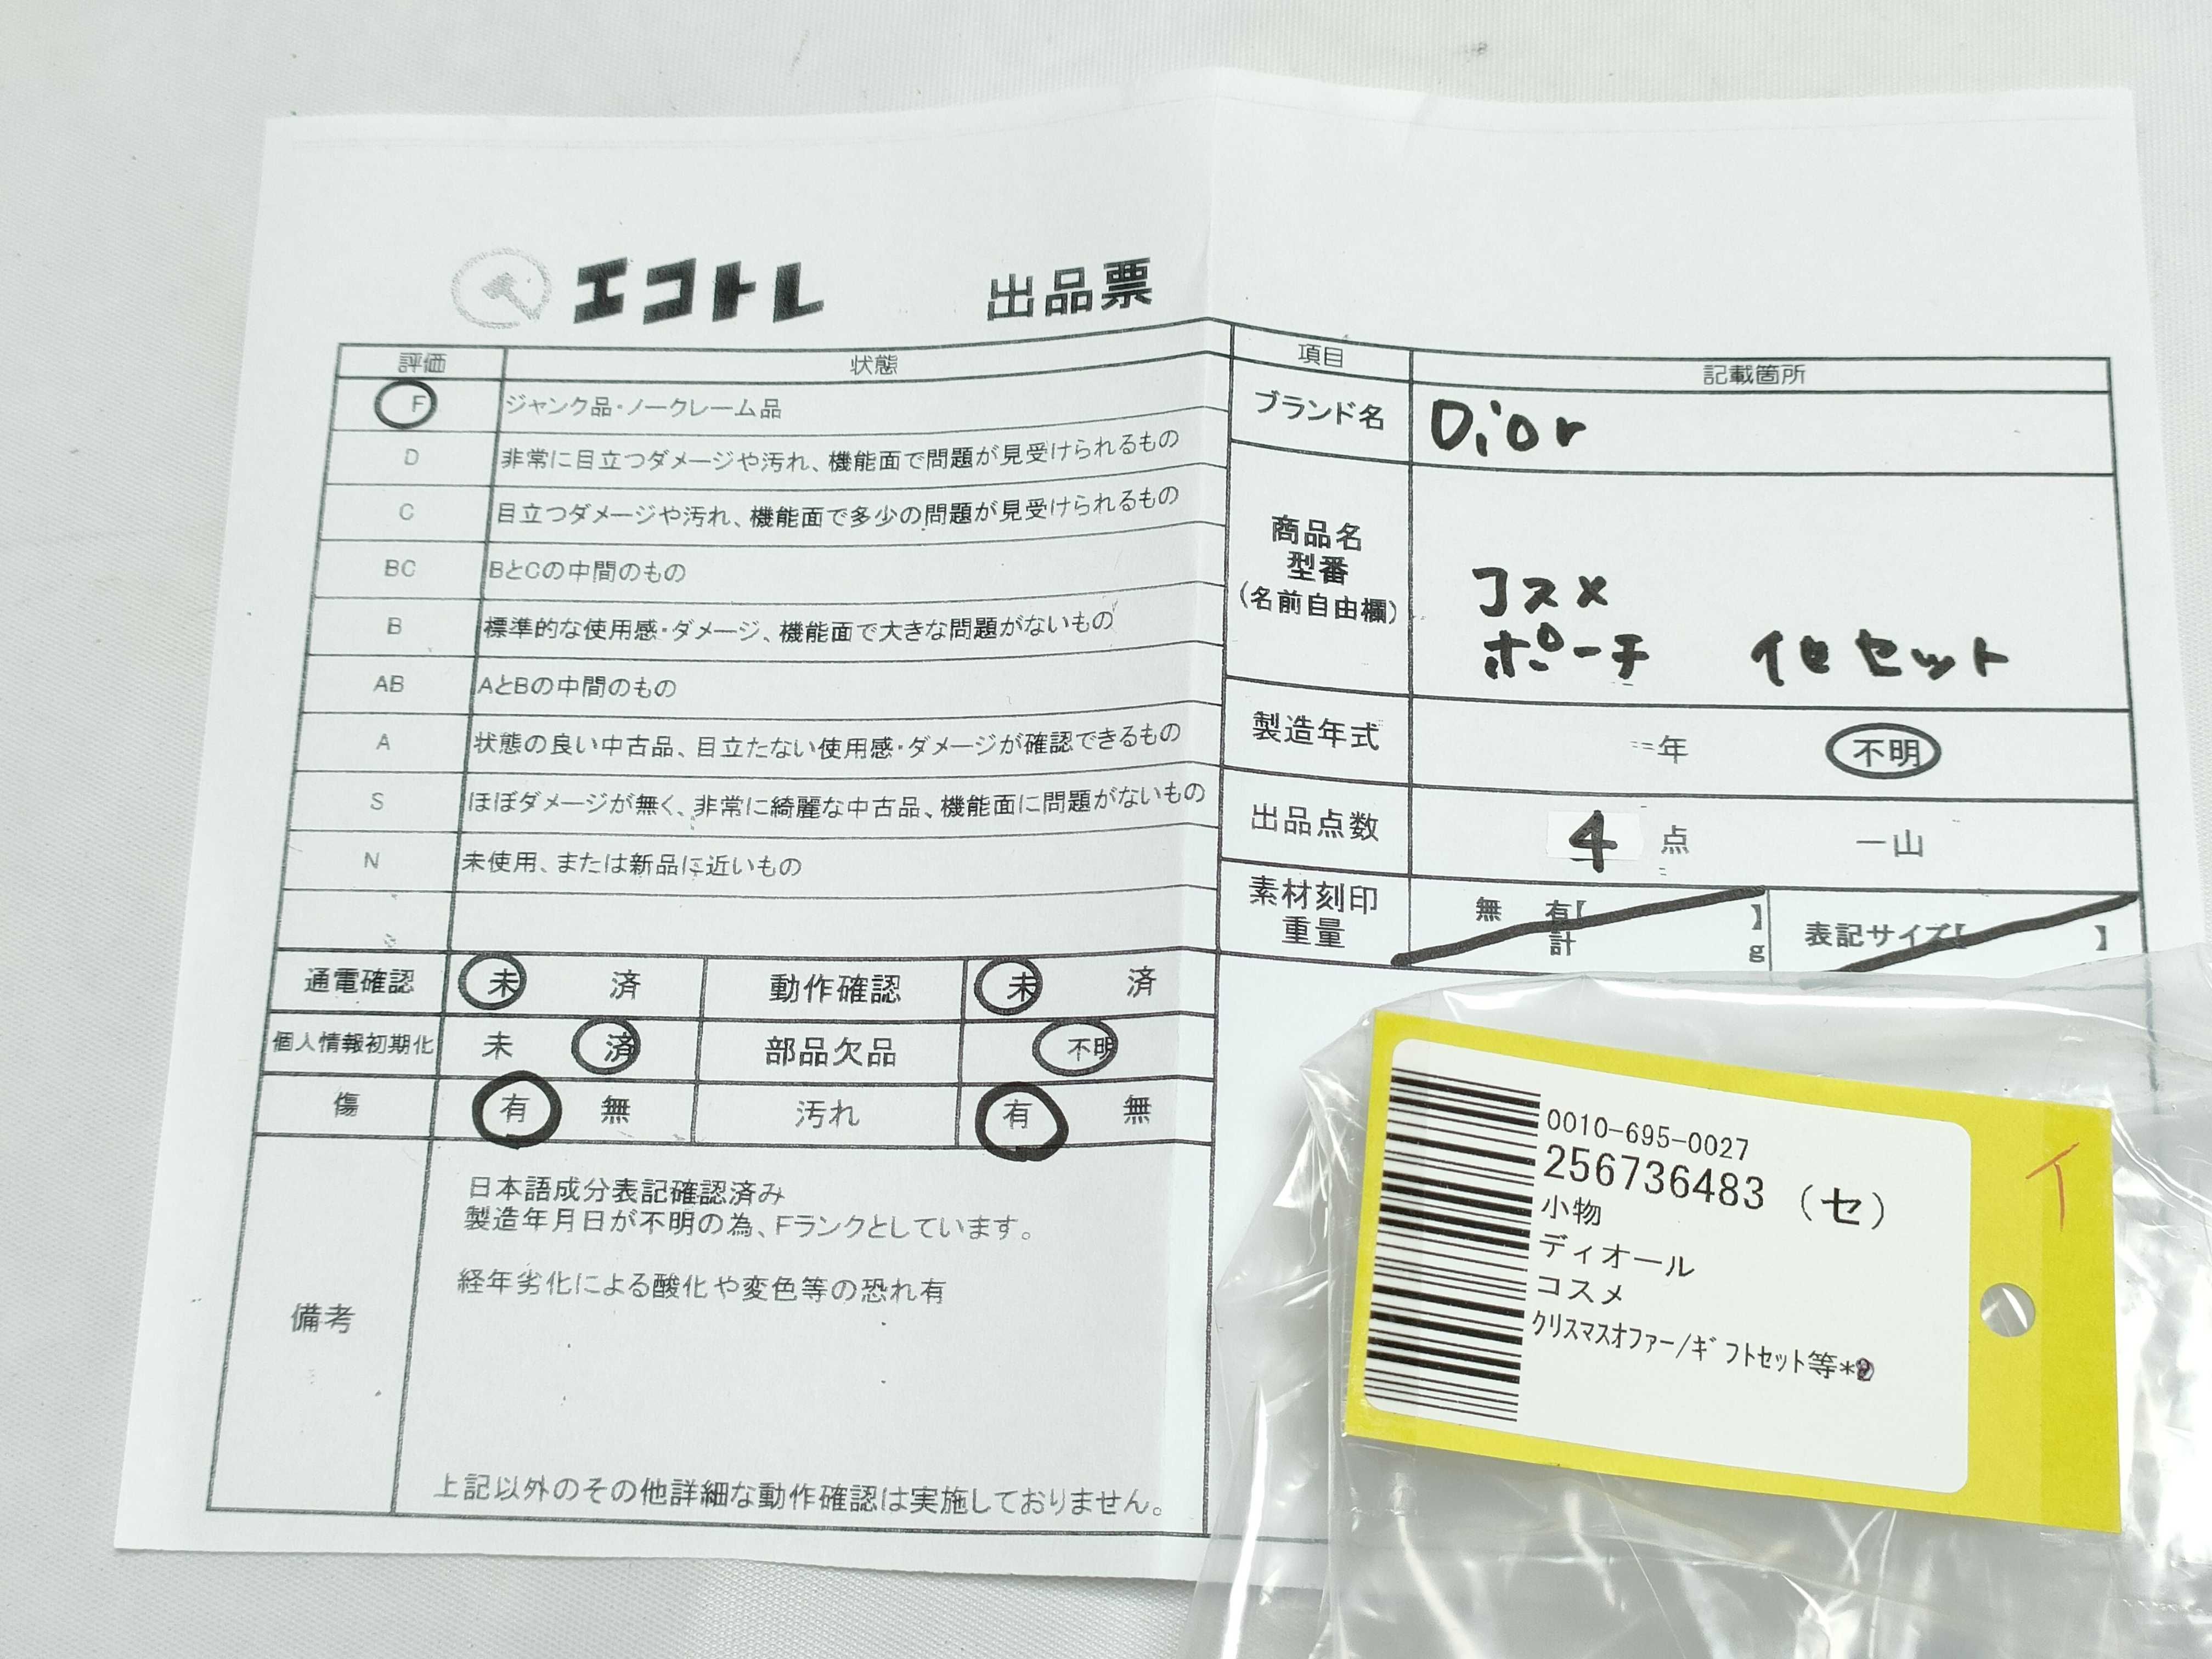 エコトレ 出品票
評価 状態
F ジャンク品・ノークレーム品
D 非常に目立つダメージや汚れ、機能面で問題が見受けられるもの
C 目立つダメージや汚れ、機能面で多少の問題が見受けられるもの
BC BとCの中間のもの
B 標準的な使用感・ダメージ、機能面で大きな問題がないもの
AB AとBの中間のもの
A 状態の良い中古品、目立たない使用感・ダメージが確認できるもの
S ほぼダメージが無く、非常に綺麗な中古品、機能面に問題がないもの
N 未使用、または新品に近いもの
通電確認 未 済 動作確認 未 済
個人情報初期化 未 済 部品欠品 不明
傷 有 無 汚れ 有 無
備考
日本語成分表記確認済み
製造年月日が不明の為、Fランクとしています。
経年劣化による酸化や変色等の恐れ有
上記以外のその他詳細な動作確認は実施しておりません。
項目 記載箇所
ブランド名 Dior
商品名
型番
(名前自由欄)
コスメ
ポーチ 他セット
製造年式 年 不明
出品点数 4 点 一山
素材刻印 無 有【 】
重量 計 g
表記サイズ【 】
0010-695-0027
256736483 (セ)
小物
ディオール
コスメ
クリスマスオファー/ギフトセット等*
イ